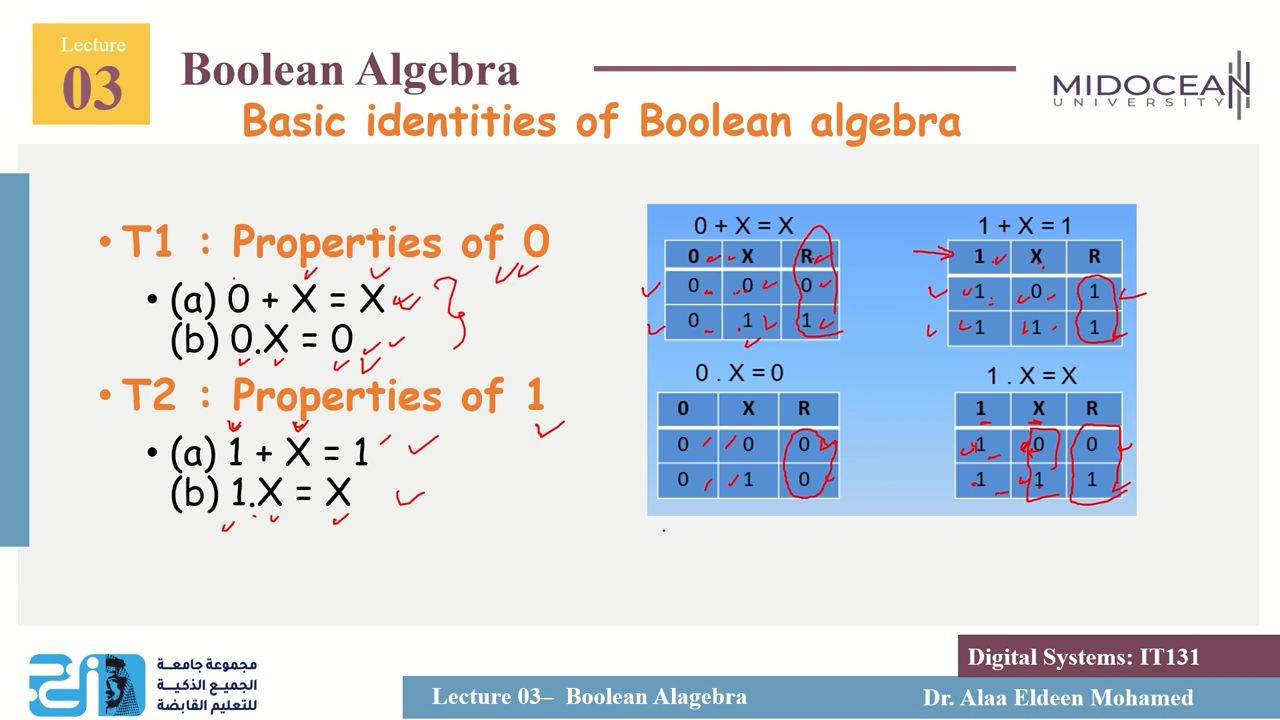 Lecture
03
Boolean Algebra
Basic identities of Boolean algebra
MIDOCEAN
UNIVERSITY
• T1 : Properties of 0
• (a) 0 + X = X
(b) 0.X = 0
• T2 : Properties of 1
• (a) 1 + X = 1
(b) 1.X = X
0 + X = X
0 X R
0 0 0
0 1 1
1 + X = 1
1 X R
1 0 1
1 1 1
0 . X = 0
0 X R
0 0 0
0 1 0
1 . X = X
1 X R
1 0 0
1 1 1
مجموعة جامعة
الجميع الذكية
للتعليم القابضة
Digital Systems: IT131
Lecture 03– Boolean Alagebra
Dr. Alaa Eldeen Mohamed